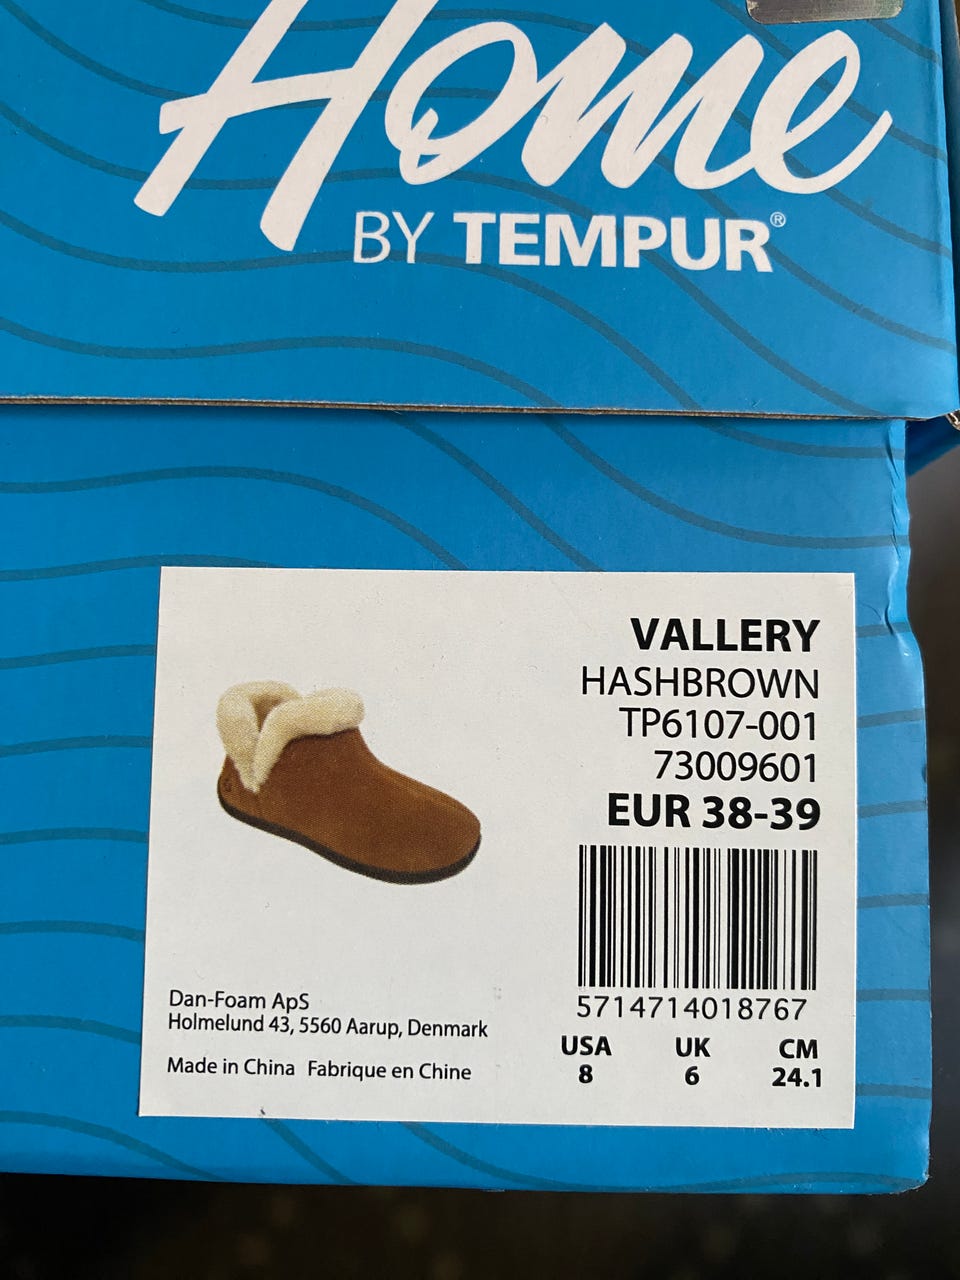 Home
BY TEMPUR®
VALLERY
HASHBROWN
TP6107-001
73009601
EUR 38-39
5714714018767
USA UK CM
8 6 24.1
Dan-Foam ApS
Holmelund 43, 5560 Aarup, Denmark
Made in China Fabrique en Chine